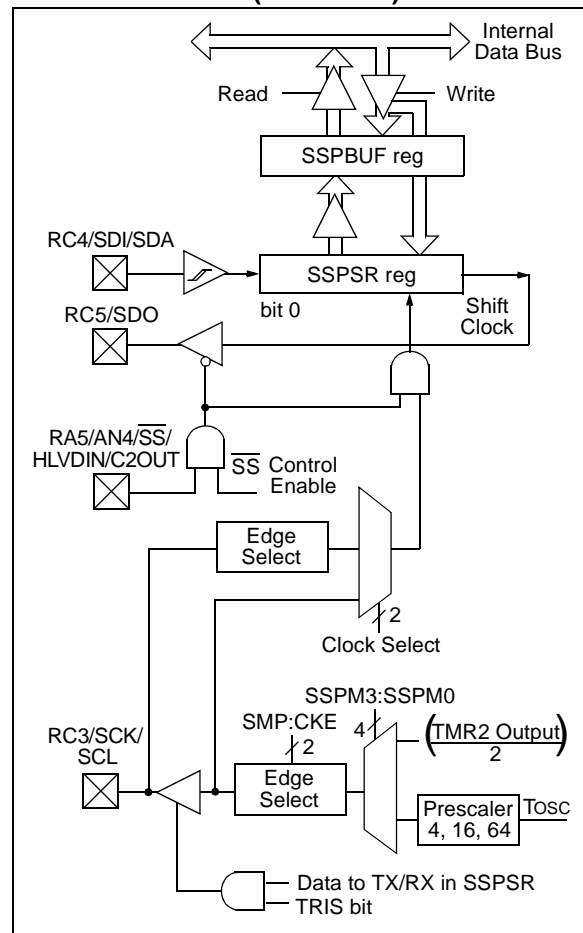 Internal
Data Bus
Read
Write
SSPBUF reg
RC4/SDI/SDA
SSPSR reg
bit 0
Shift
Clock
RC5/SDO
RA5/AN4/SS/
HLVDIN/C2OUT
SS Control
Enable
Edge
Select
2
Clock Select
SSPM3:SSPM0
SMP:CKE
4
(TMR2 Output)
2
2
RC3/SCK/
SCL
Edge
Select
Prescaler
4, 16, 64
TOSC
Data to TX/RX in SSPSR
TRIS bit